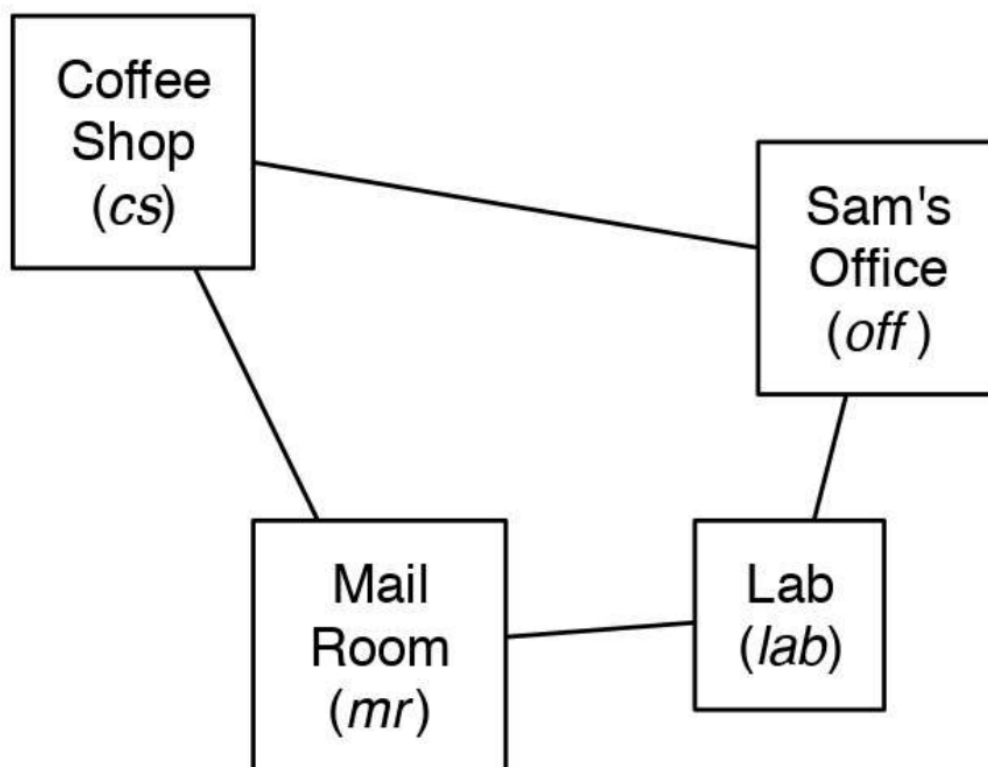 Coffee
Shop
(cs)
Sam's
Office
(off)
Mail
Room
(mr)
Lab
(lab)